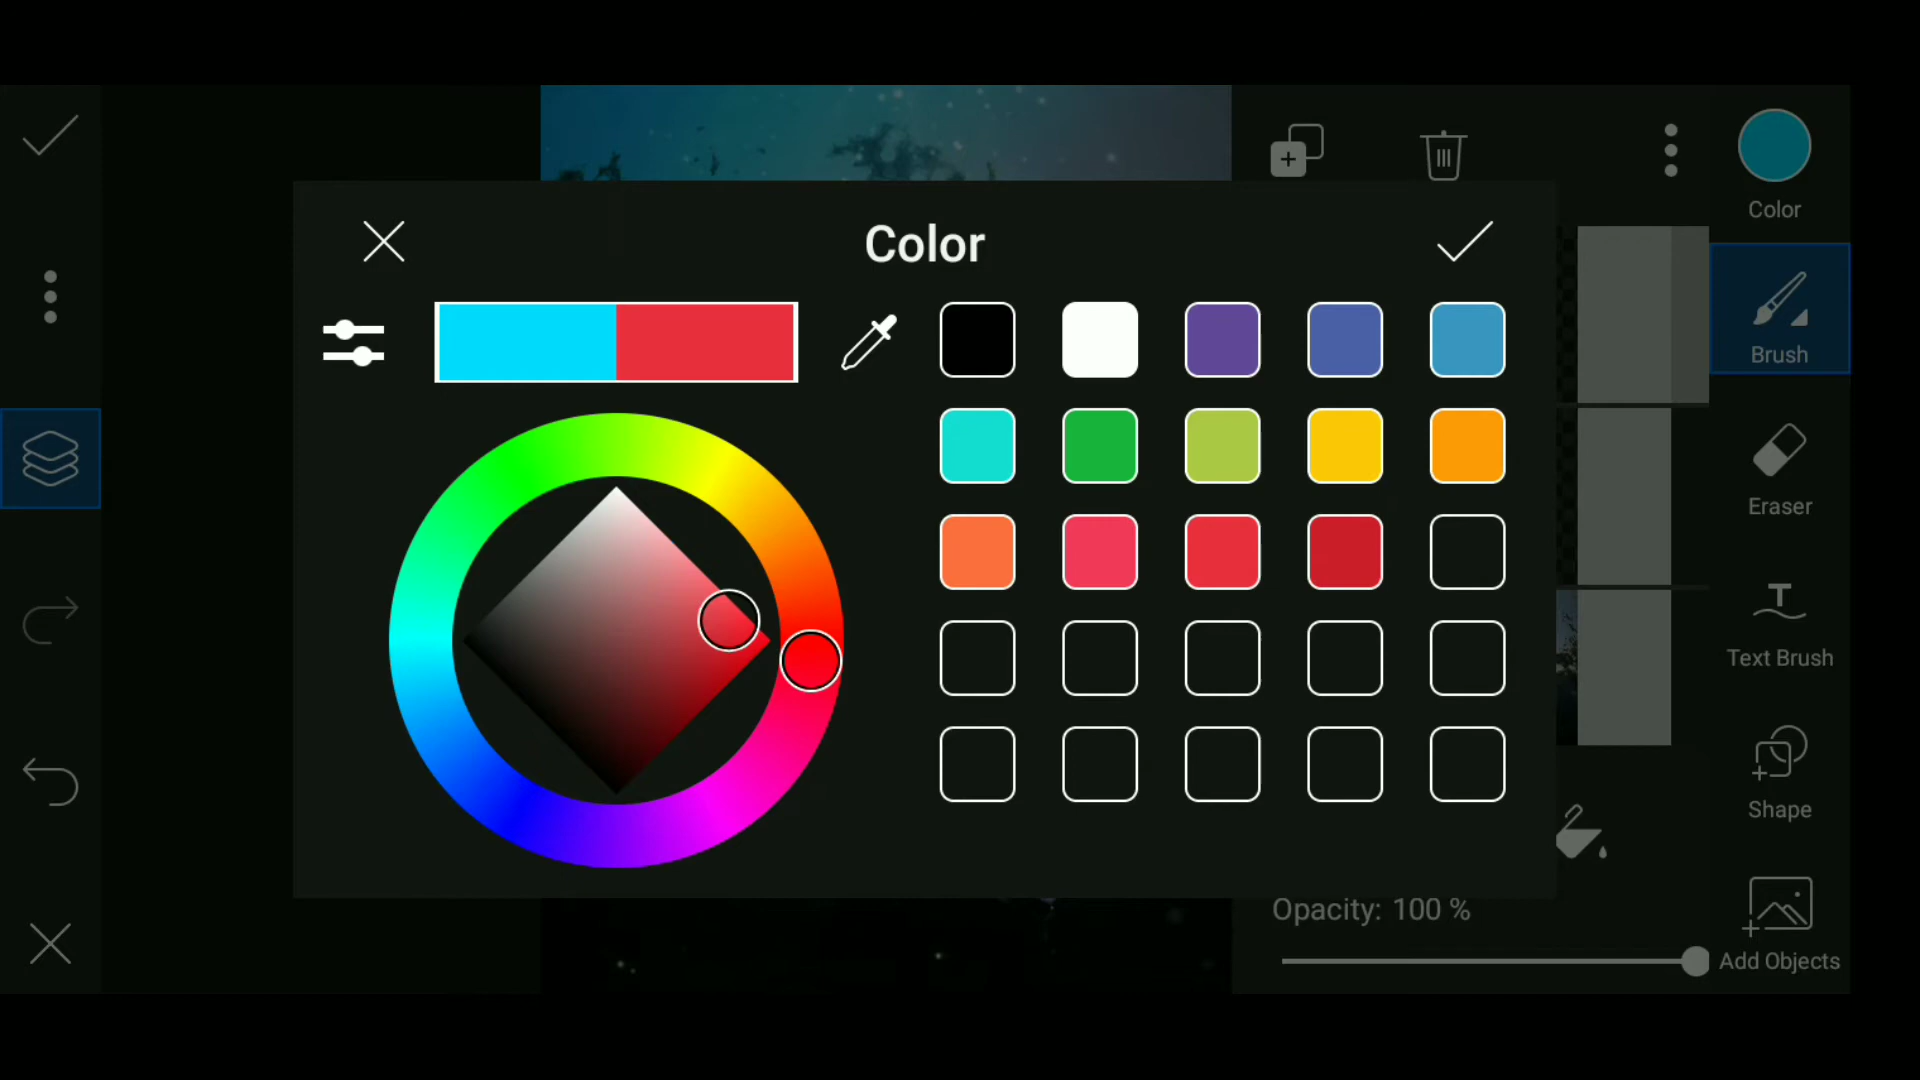 Color
Color
Brush
Eraser
Text Brush
Shape
Opacity: 100 %
Add Objects